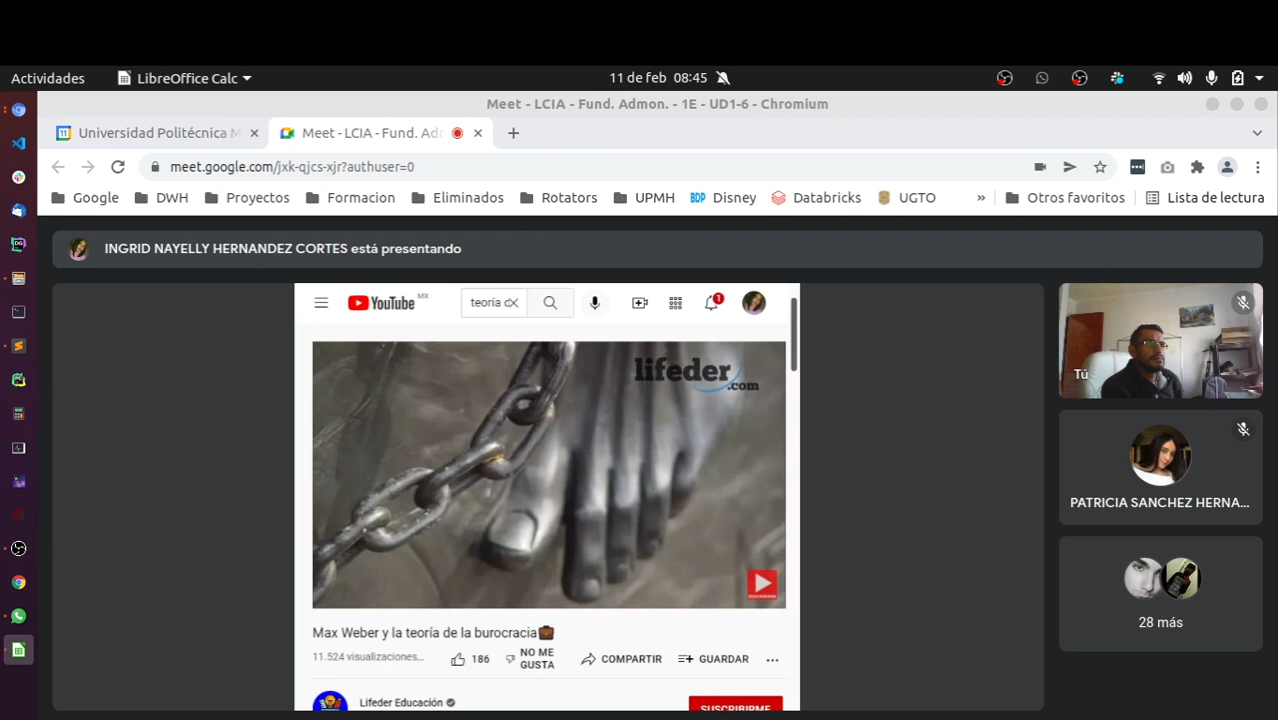 Actividades
LibreOffice Calc
11 de feb 08:45
Meet - LCIA - Fund. Admon. - 1E - UD1-6 - Chromium
Universidad Politécnica M
Meet - LCIA - Fund. Adm
meet.google.com/jxk-qjcs-xjr?authuser=0
Google
DWH
Proyectos
Formacion
Eliminados
Rotators
UPMH
BDP Disney
Databricks
UGTO
»
Otros favoritos
Lista de lectura
INGRID NAYELLY HERNANDEZ CORTES está presentando
YouTube MX
teoría d
1
lifeder
.com
Tú
PATRICIA SANCHEZ HERNA...
28 más
Max Weber y la teoría de la burocracia
11.524 visualizaciones...
186
NO ME
GUSTA
COMPARTIR
GUARDAR
Lifeder Educación
SUSCRIBIRME